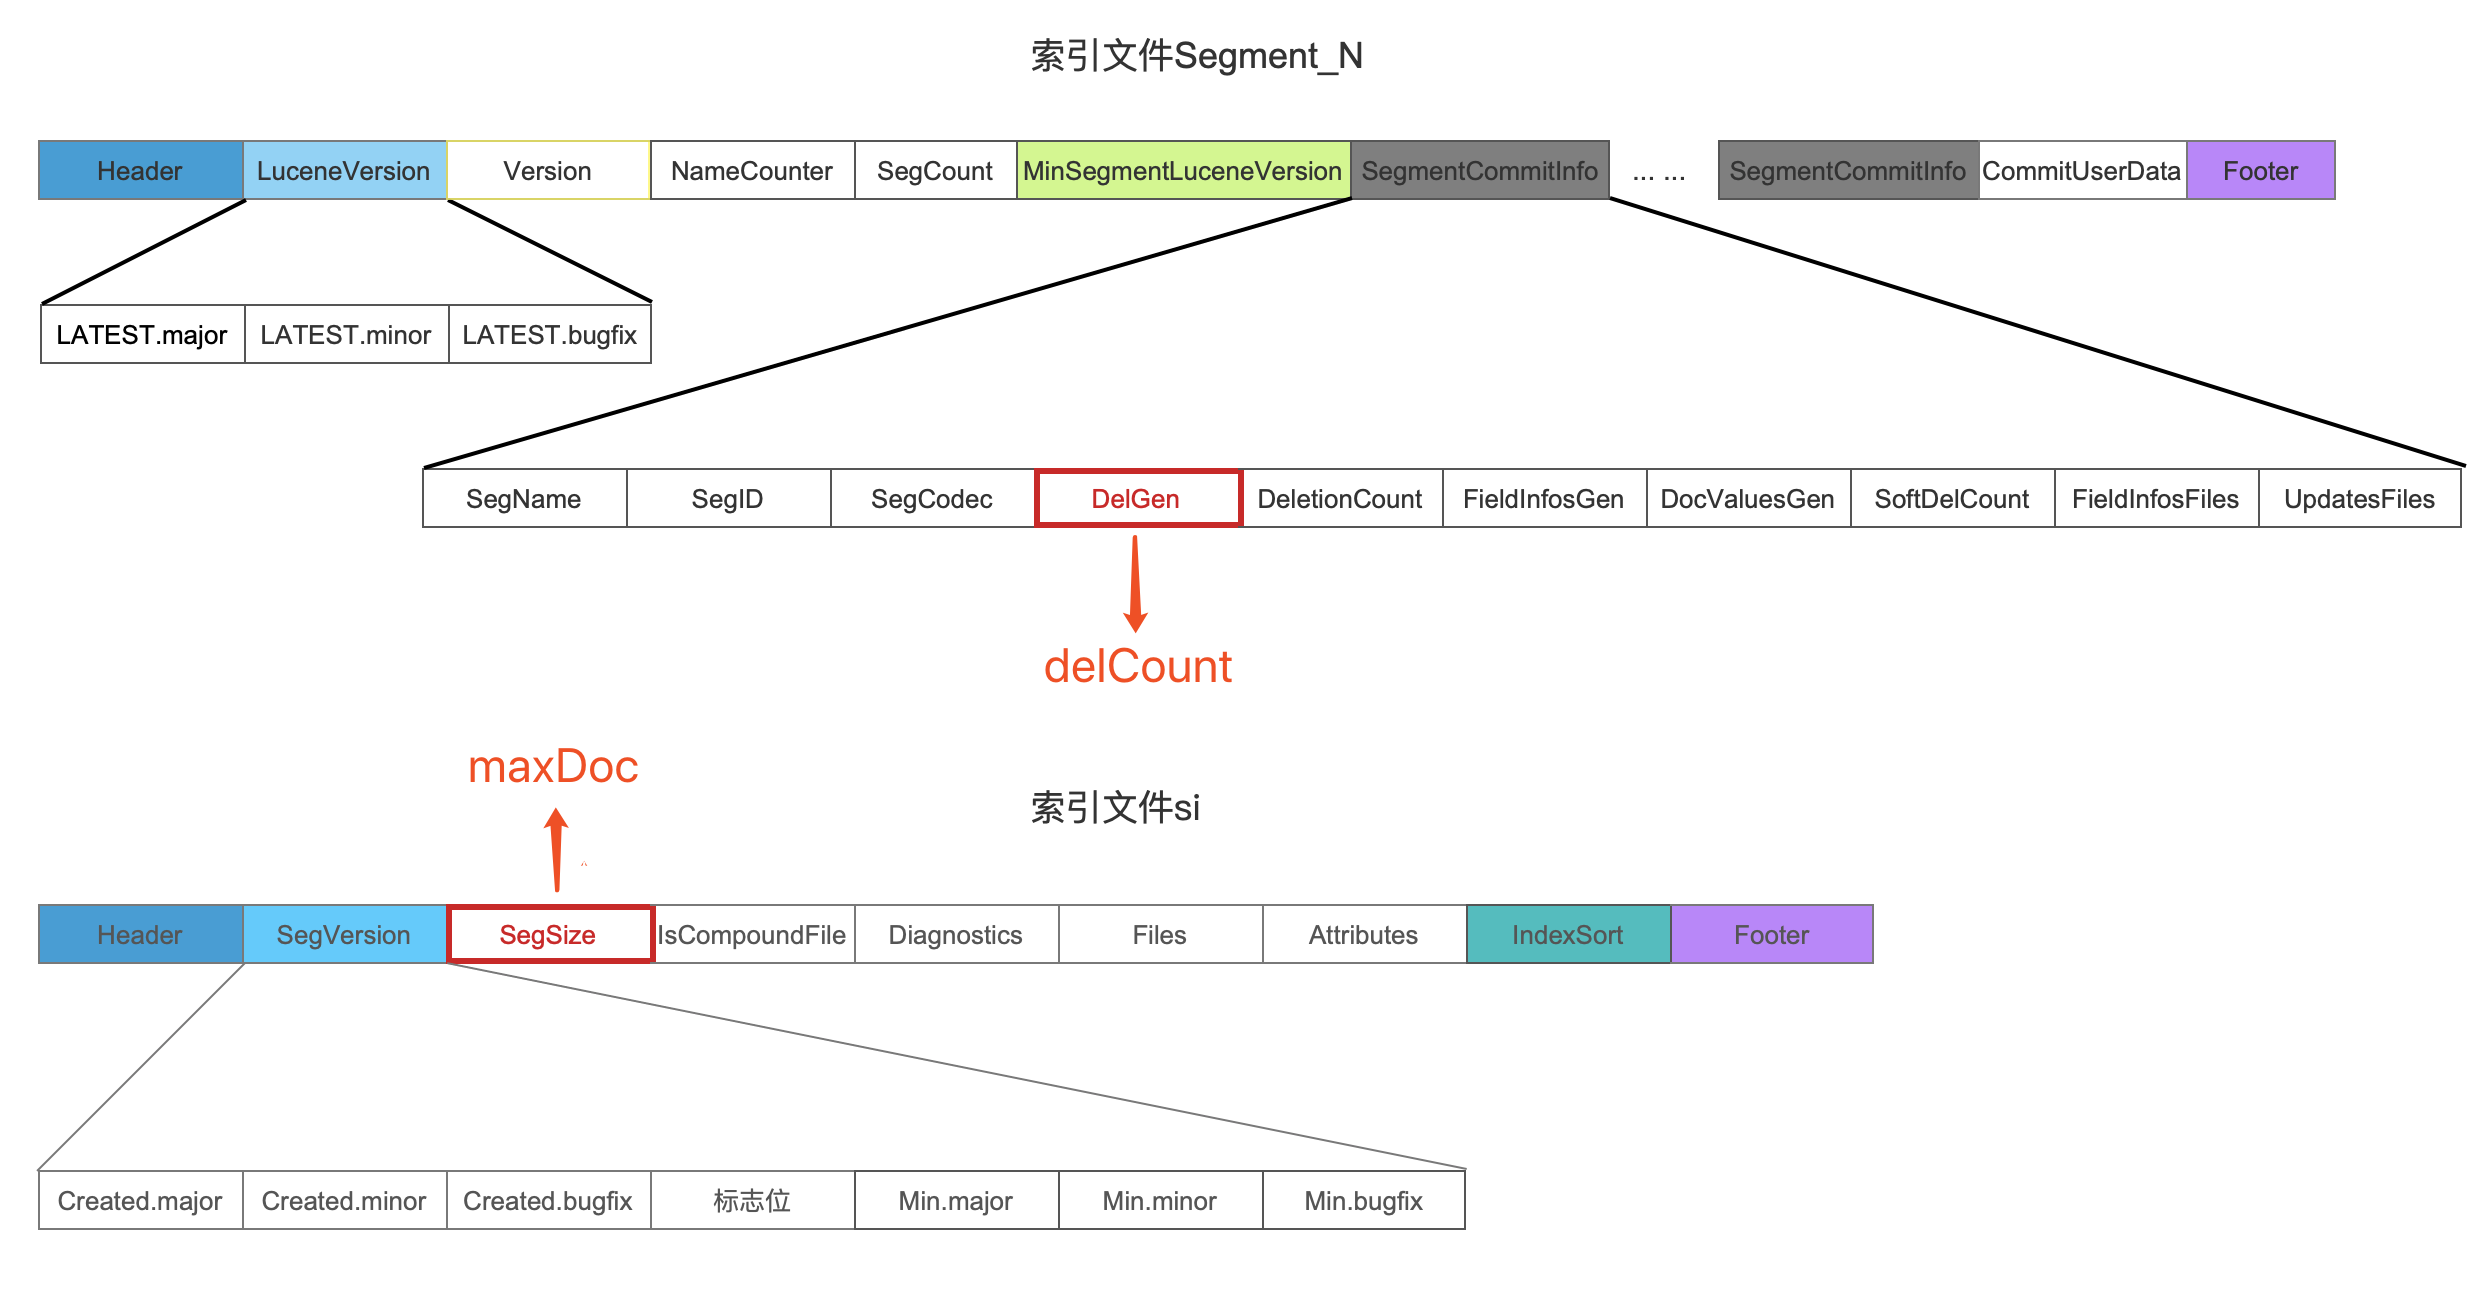 索引文件Segment_N
Header LuceneVersion Version NameCounter SegCount MinSegmentLuceneVersion SegmentCommitInfo ... ... SegmentCommitInfo CommitUserData Footer
LATEST.major LATEST.minor LATEST.bugfix
SegName SegID SegCodec DelGen DeletionCount FieldInfosGen DocValuesGen SoftDelCount FieldInfosFiles UpdatesFiles
delCount
maxDoc
索引文件si
Header SegVersion SegSize IsCompoundFile Diagnostics Files Attributes IndexSort Footer
Created.major Created.minor Created.bugfix 标志位 Min.major Min.minor Min.bugfix